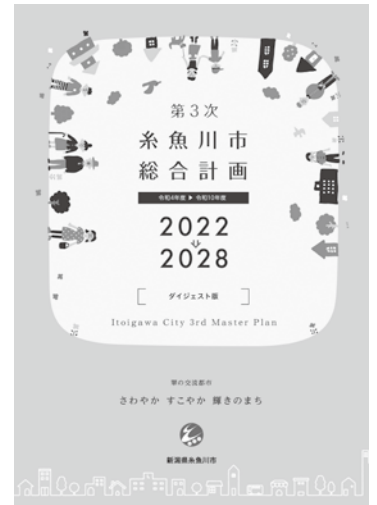 第3次
糸魚川市
総合計画
令和4年度 ▶ 令和10年度
2022
2028
ダイジェスト版
Itoigawa City 3rd Master Plan
翠の交流都市
さわやか すこやか 輝きのまち
新潟県糸魚川市